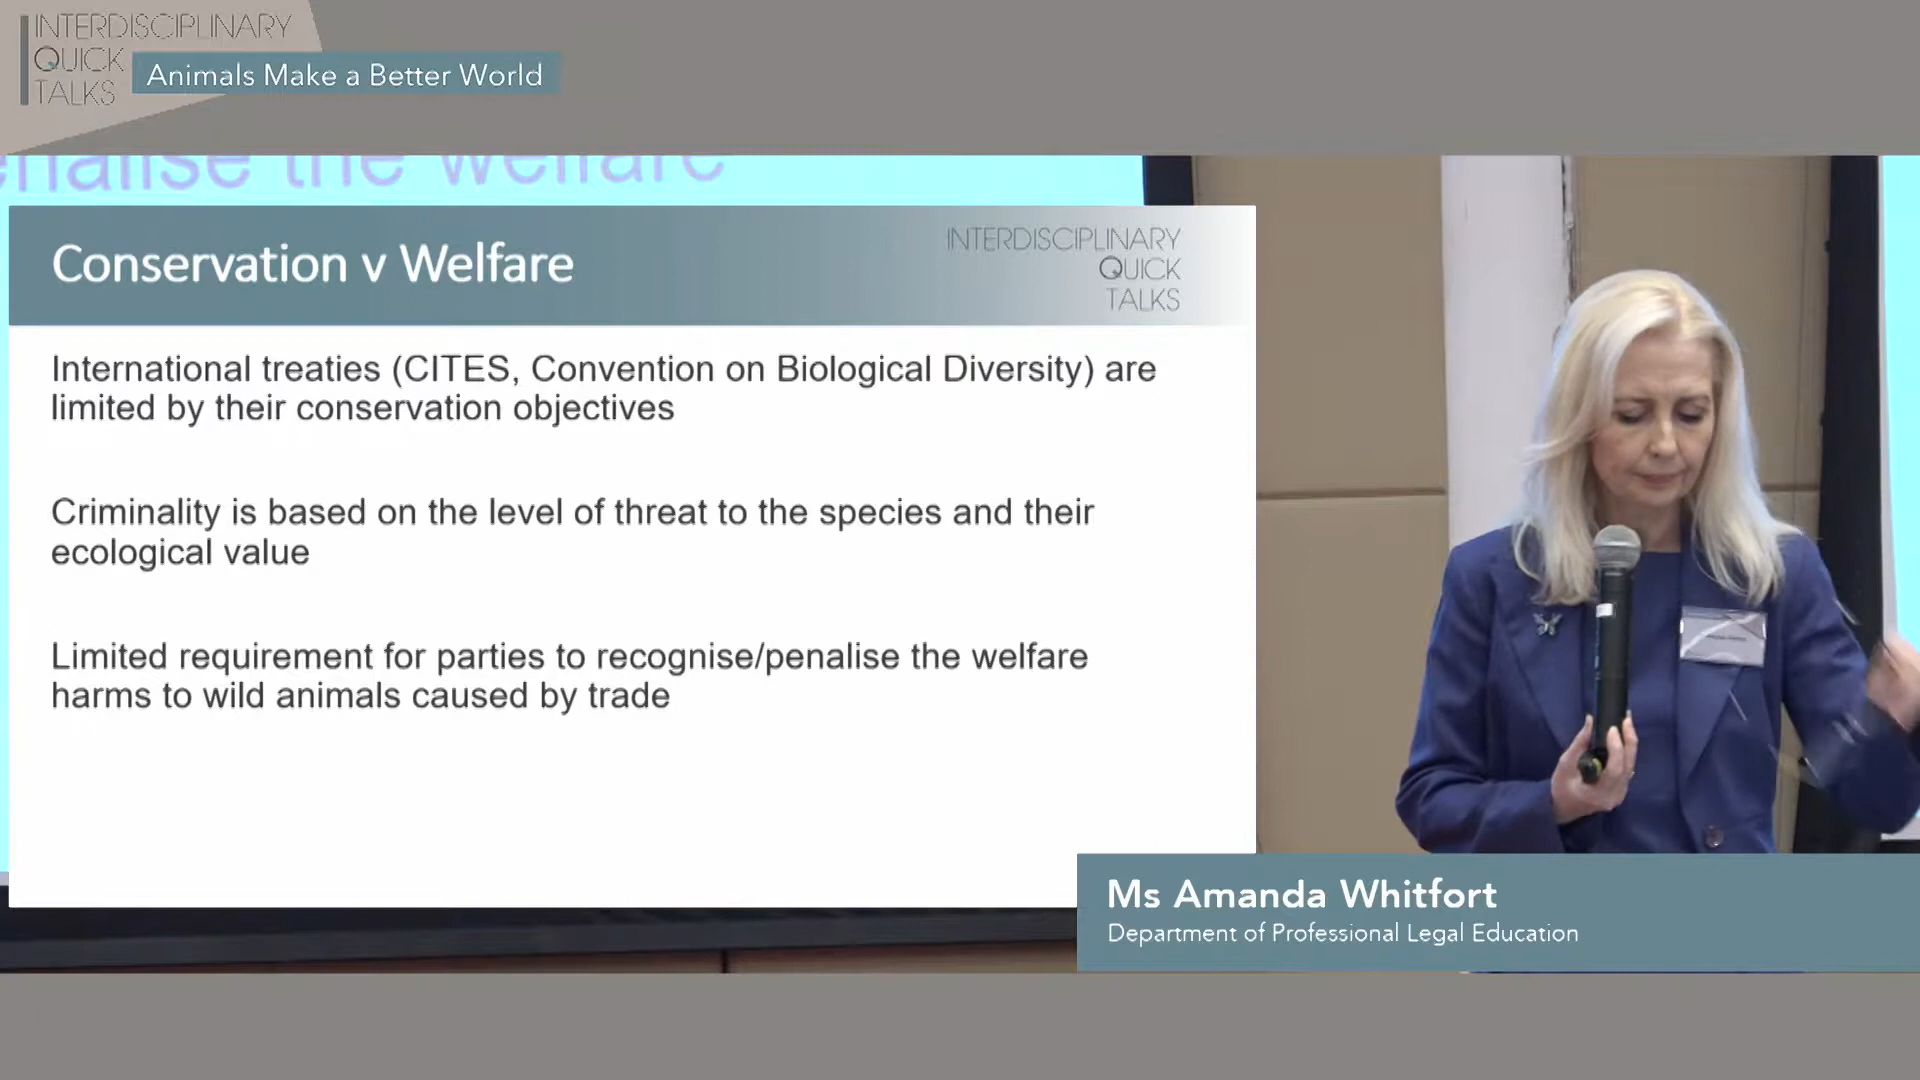 INTERDISCIPLINARY
QUICK
TALKS
Animals Make a Better World
enalise the welfare
Conservation v Welfare
INTERDISCIPLINARY
QUICK
TALKS
International treaties (CITES, Convention on Biological Diversity) are
limited by their conservation objectives
Criminality is based on the level of threat to the species and their
ecological value
Limited requirement for parties to recognise/penalise the welfare
harms to wild animals caused by trade
Ms Amanda Whitfort
Department of Professional Legal Education